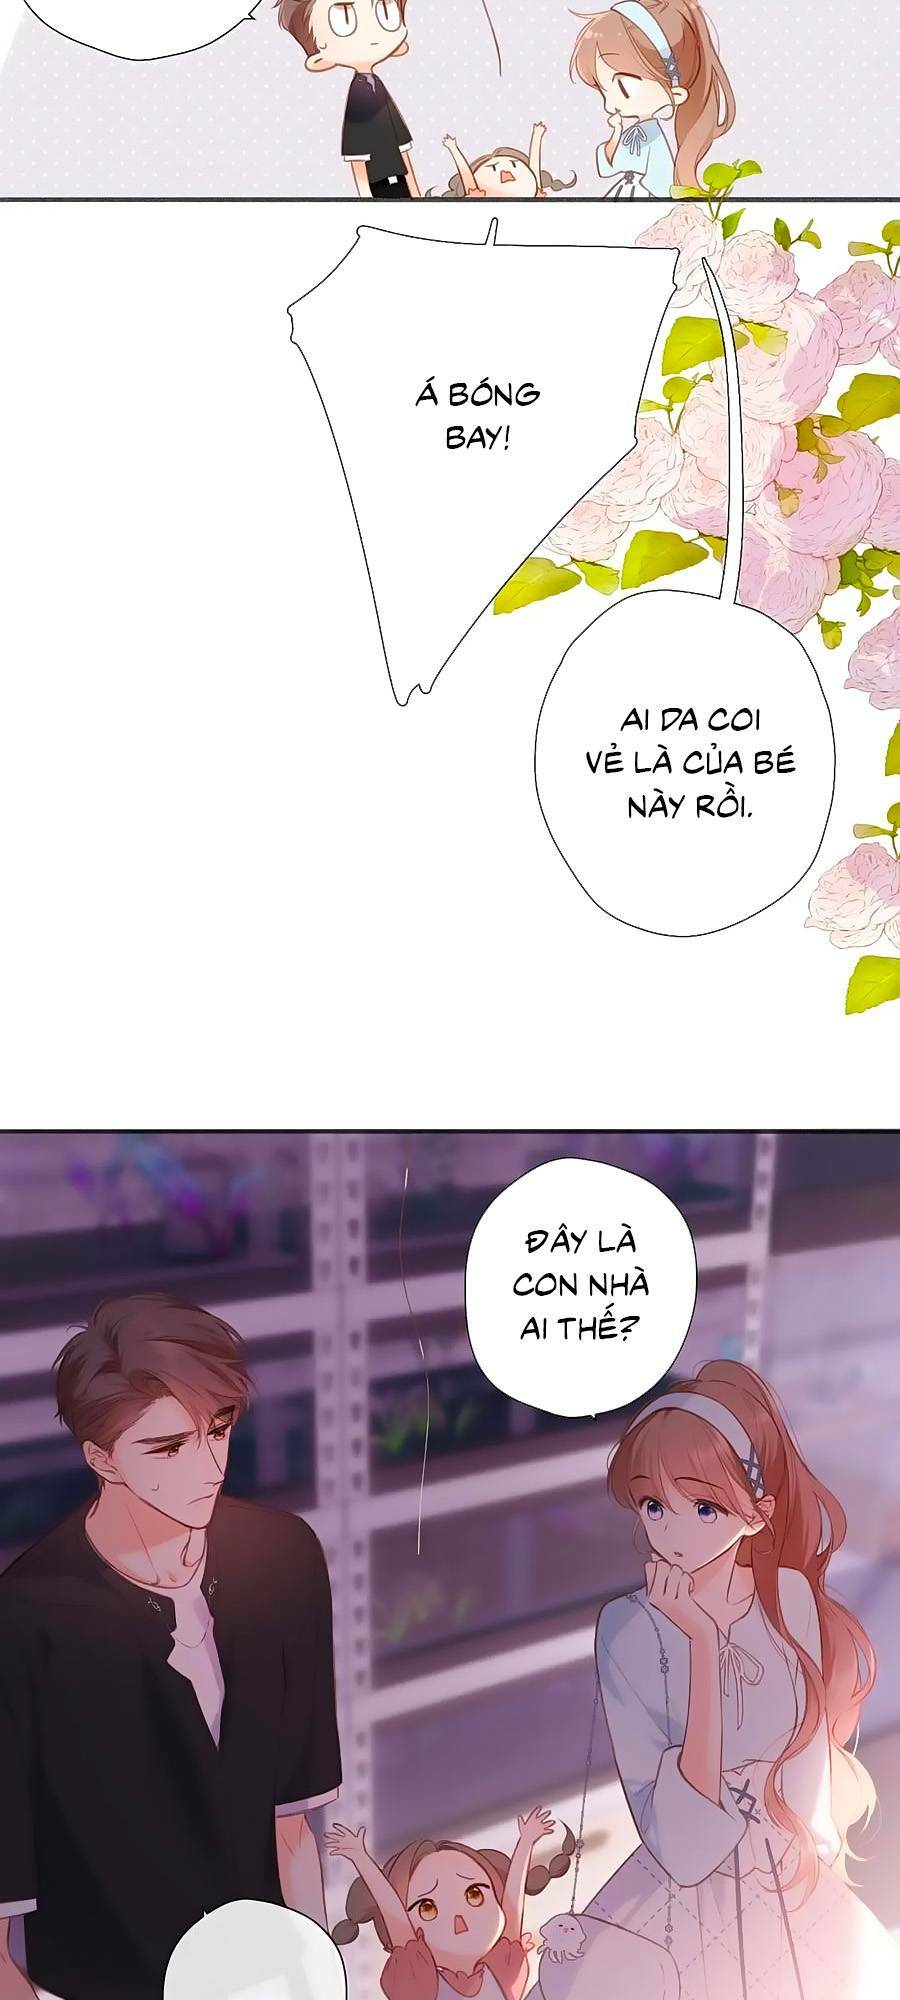 Á BÓNG
BAY!
AI DA COI
VẺ LÀ CỦA BÉ
NÀY RỒI.
ĐÂY LÀ
CON NHÀ
AI THẾ?